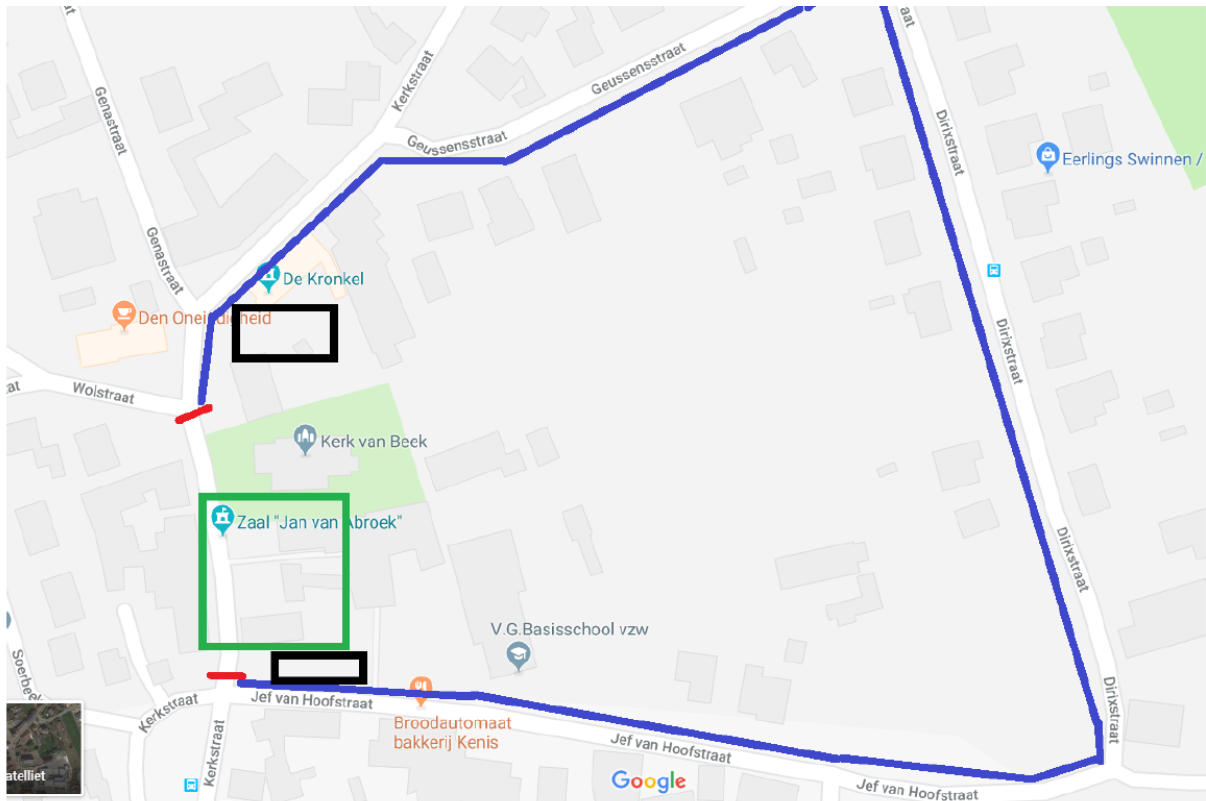 aat
Genastraat
Kerkstraat
Geussensstraat
Geussensstraat
Dirixstraat
Eerlings Swinnen /
Genastraat
De Kronkel
Den Oneindigheid
Dirixstraat
Wolstraat
Kerk van Beek
Zaal "Jan van Abroek"
Dirixstraat
V.G.Basisschool vzw
Kerkstraat
Jef van Hoofstraat
Broodautomaat
bakkerij Kenis
Jef van Hoofstraat
Dirixstraat
Kerkstraat
Google
Jef van Hoofstraat
atelliet